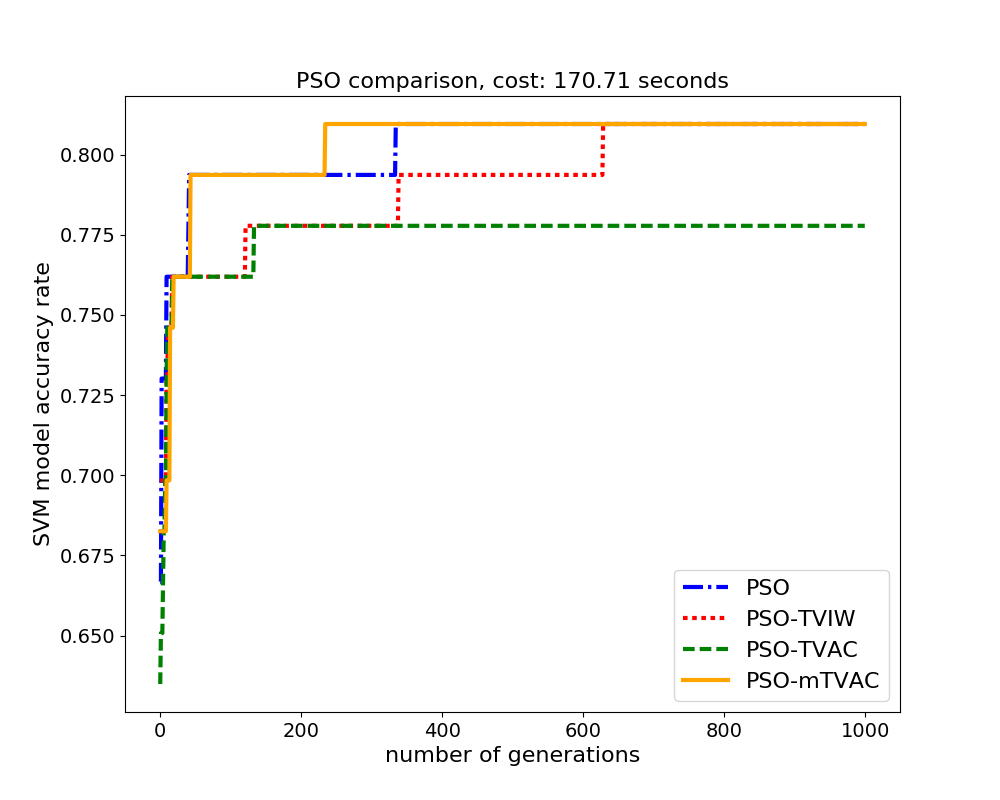 PSO comparison, cost: 170.71 seconds
SVM model accuracy rate
0.800
0.775
0.750
0.725
0.700
0.675
0.650
0 200 400 600 800 1000
number of generations
PSO
PSO-TVIW
PSO-TVAC
PSO-mTVAC